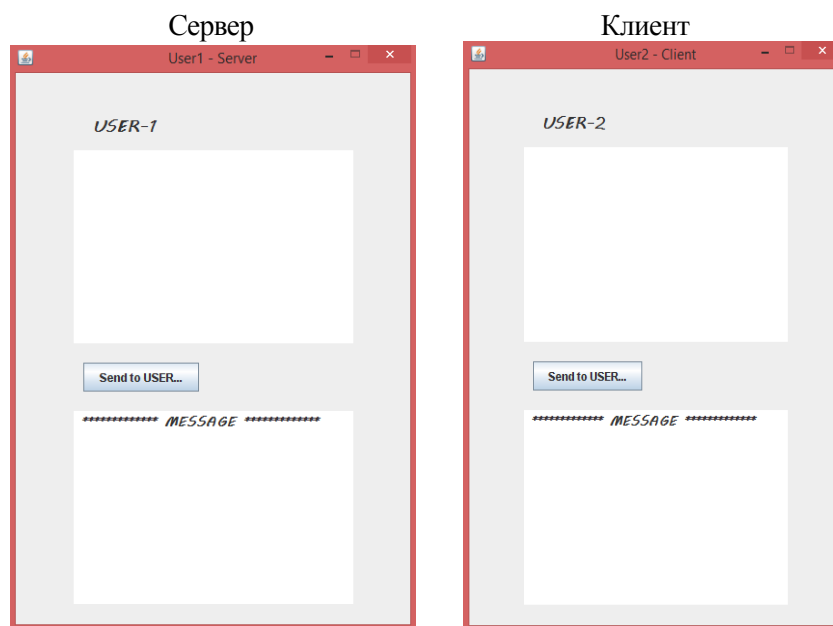 Сервер
User1 - Server
USER-1
Send to USER...
************* MESSAGE *************
Клиент
User2 - Client
USER-2
Send to USER...
************* MESSAGE *************